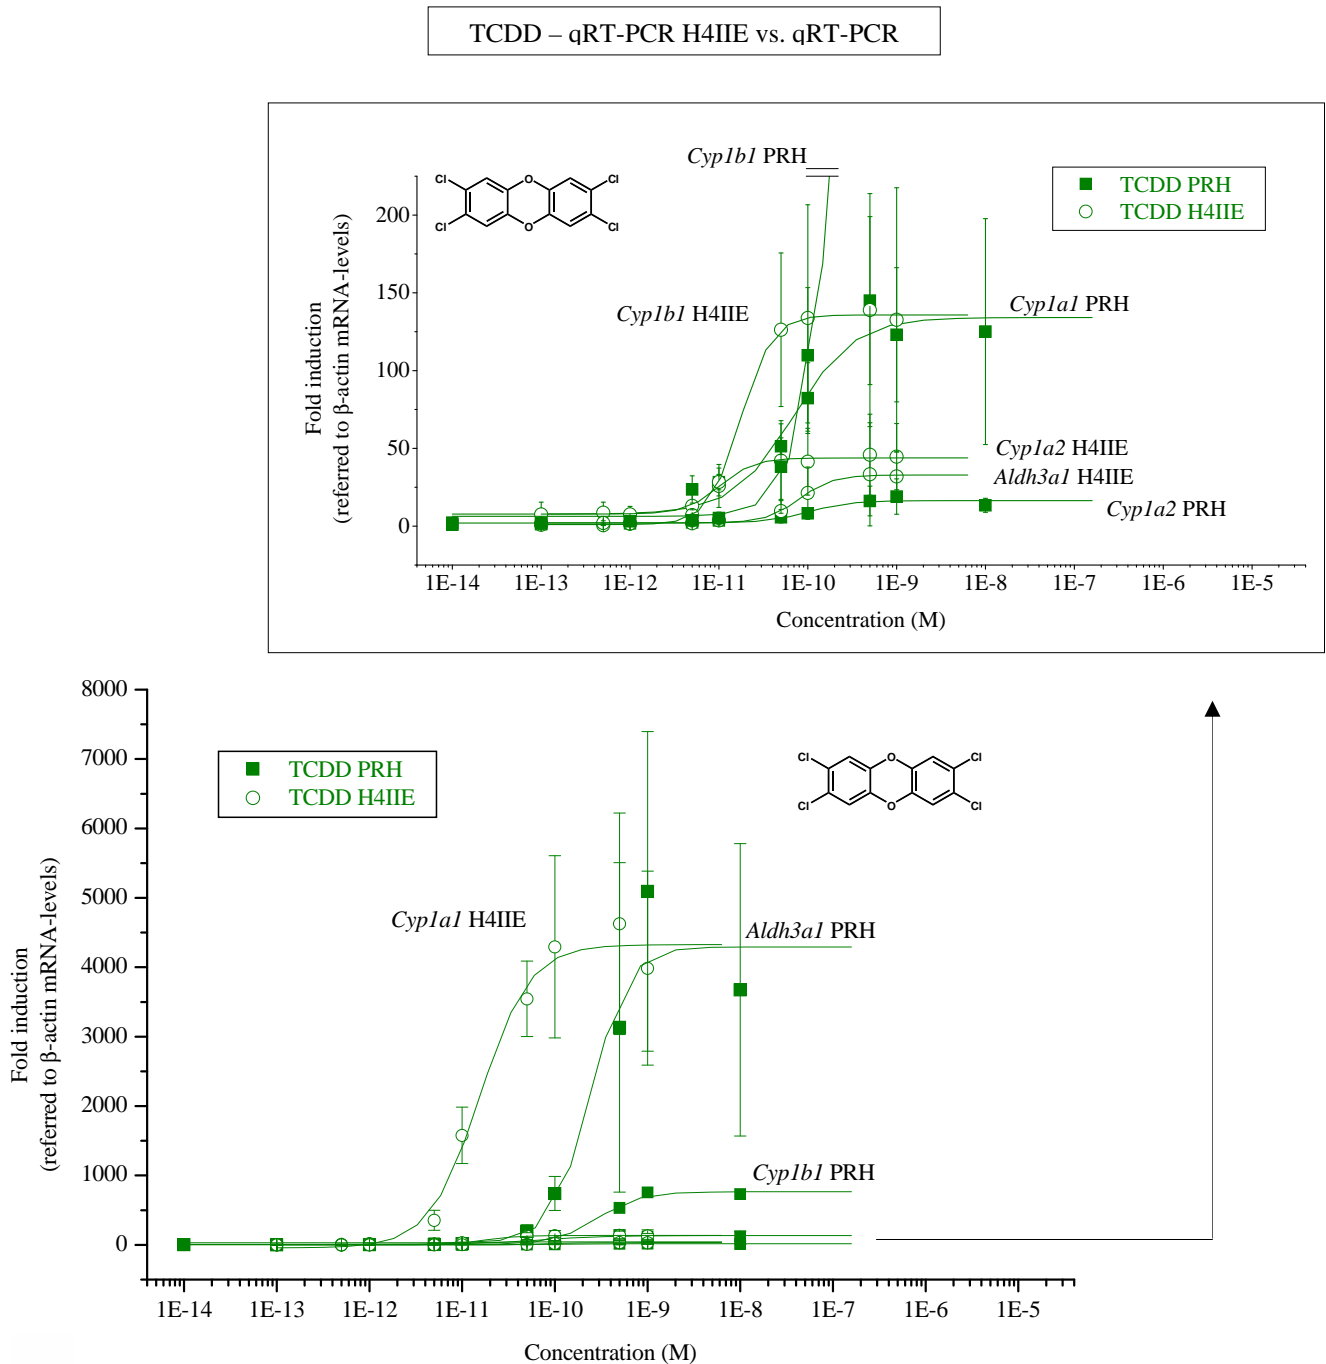 TCDD – qRT-PCR H4IIE vs. qRT-PCR
Cyp1b1 PRH
Cl
Cl
Cl
Cl
O
O
TCDD PRH
TCDD H4IIE
200
150
100
50
0
Fold induction
(referred to β-actin mRNA-levels)
Cyp1b1 H4IIE
Cyp1a1 PRH
Cyp1a2 H4IIE
Aldh3a1 H4IIE
Cyp1a2 PRH
1E-14 1E-13 1E-12 1E-11 1E-10 1E-9 1E-8 1E-7 1E-6 1E-5
Concentration (M)
8000
7000
6000
5000
4000
3000
2000
1000
0
Fold induction
(referred to β-actin mRNA-levels)
TCDD PRH
TCDD H4IIE
Cl
Cl
Cl
Cl
O
O
Cyp1a1 H4IIE
Aldh3a1 PRH
Cyp1b1 PRH
1E-14 1E-13 1E-12 1E-11 1E-10 1E-9 1E-8 1E-7 1E-6 1E-5
Concentration (M)